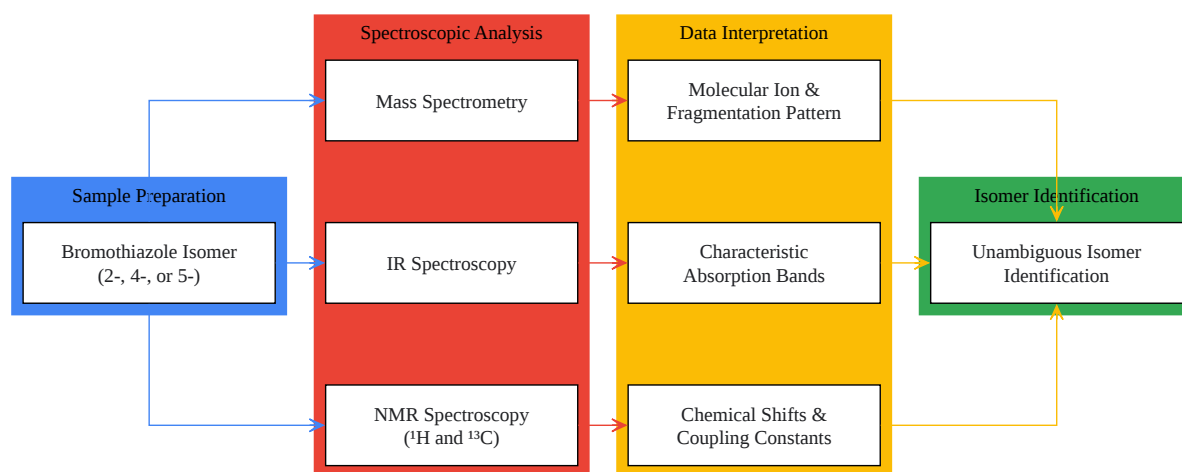 Spectroscopic Analysis
Data Interpretation
Mass Spectrometry
Molecular Ion &
Fragmentation Pattern
Sample Preparation
Isomer Identification
Bromothiazole Isomer
(2-, 4-, or 5-)
IR Spectroscopy
Characteristic
Absorption Bands
Unambiguous Isomer
Identification
NMR Spectroscopy
(¹H and ¹³C)
Chemical Shifts &
Coupling Constants